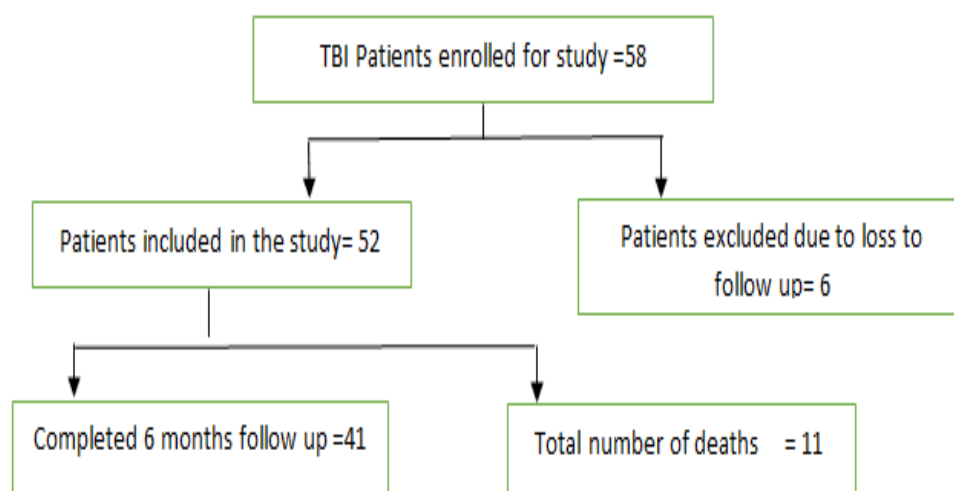 TBI Patients enrolled for study =58
Patients included in the study= 52
Patients excluded due to loss to
follow up= 6
Completed 6 months follow up =41
Total number of deaths = 11